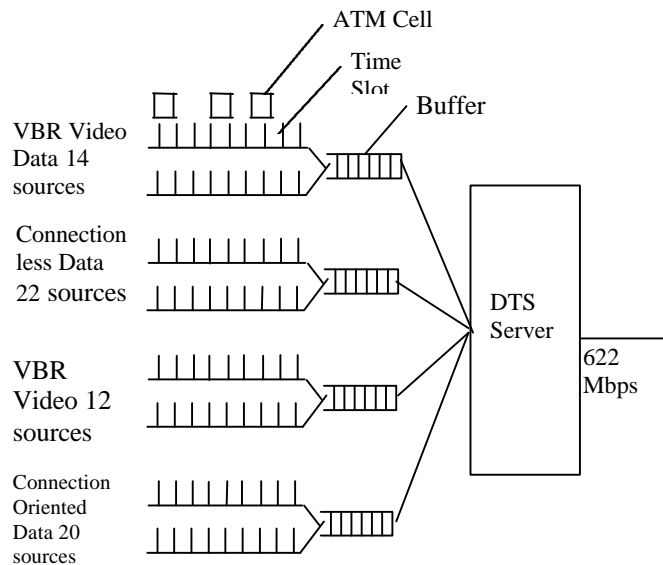 ATM Cell
Time
Slot
Buffer
VBR Video
Data 14
sources
Connection
less Data
22 sources
DTS
Server
622
Mbps
VBR
Video 12
sources
Connection
Oriented
Data 20
sources